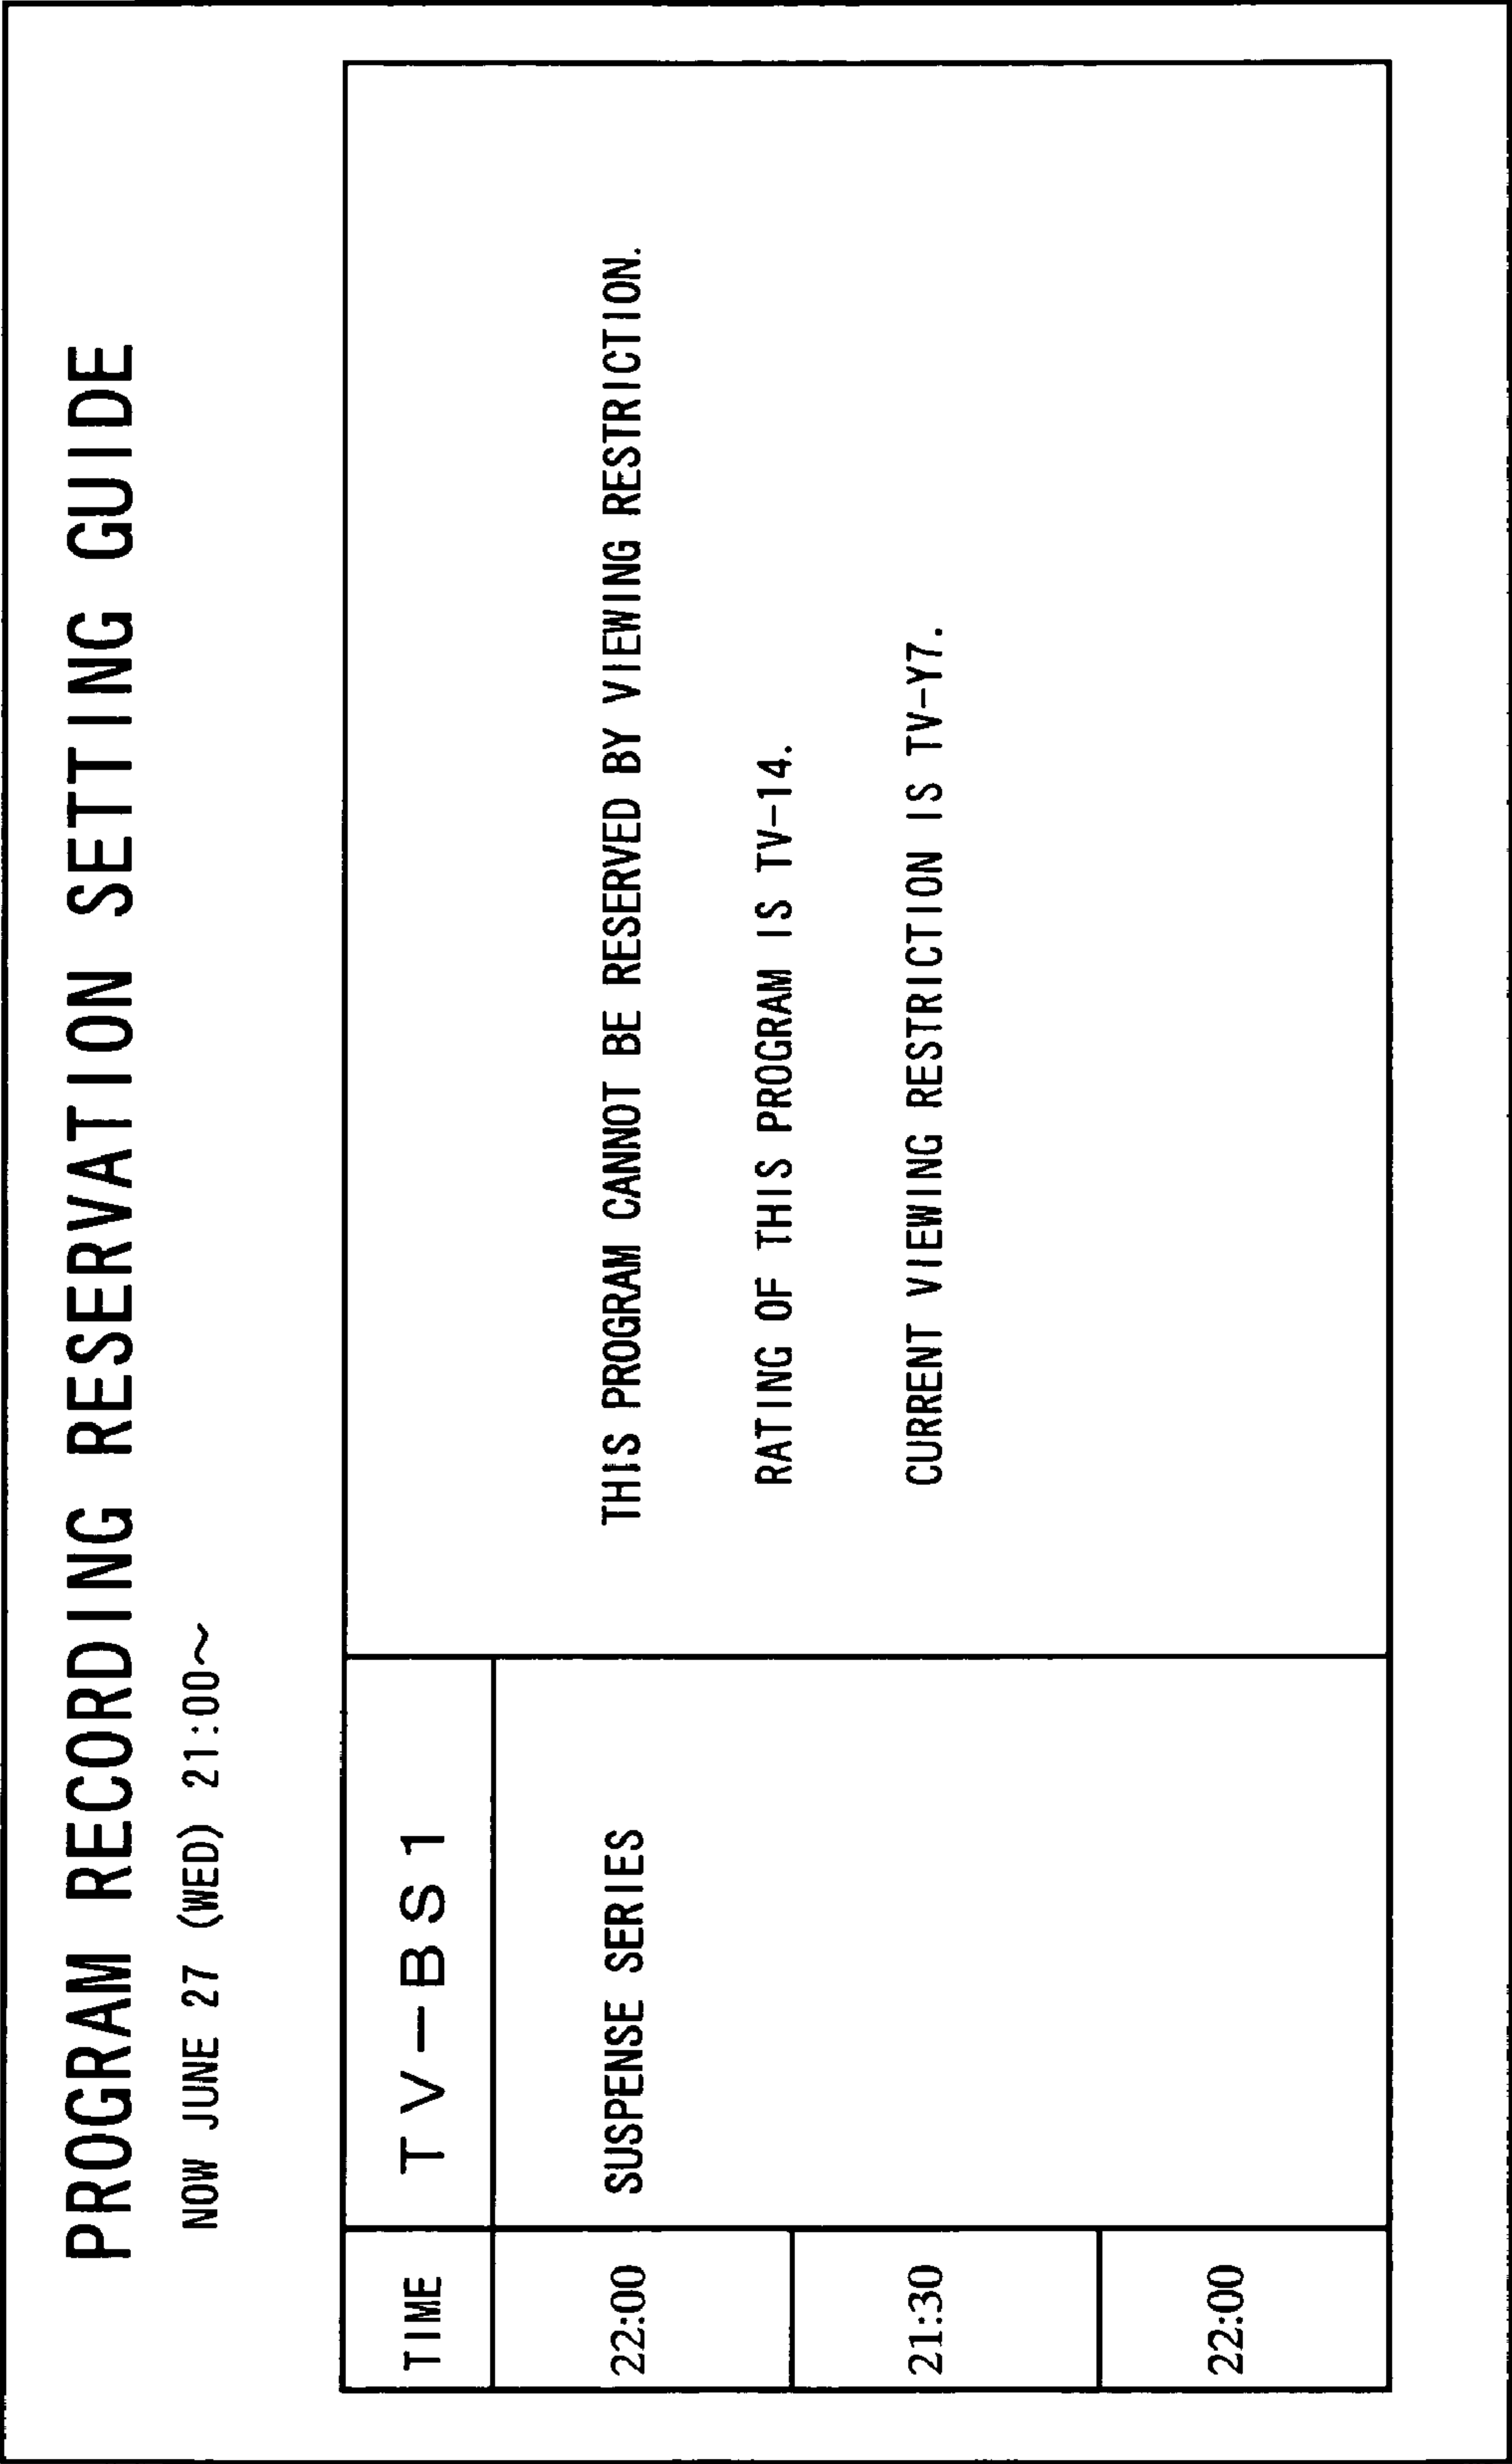 PROGRAM RECORDING RESERVATION SETTING GUIDE
NOW JUNE 27 (WED) 21:00~
TIME TV-BS1
22:00 SUSPENSE SERIES
21:30
22:00
THIS PROGRAM CANNOT BE RESERVED BY VIEWING RESTRICTION.
RATING OF THIS PROGRAM IS TV-14.
CURRENT VIEWING RESTRICTION IS TV-Y7.